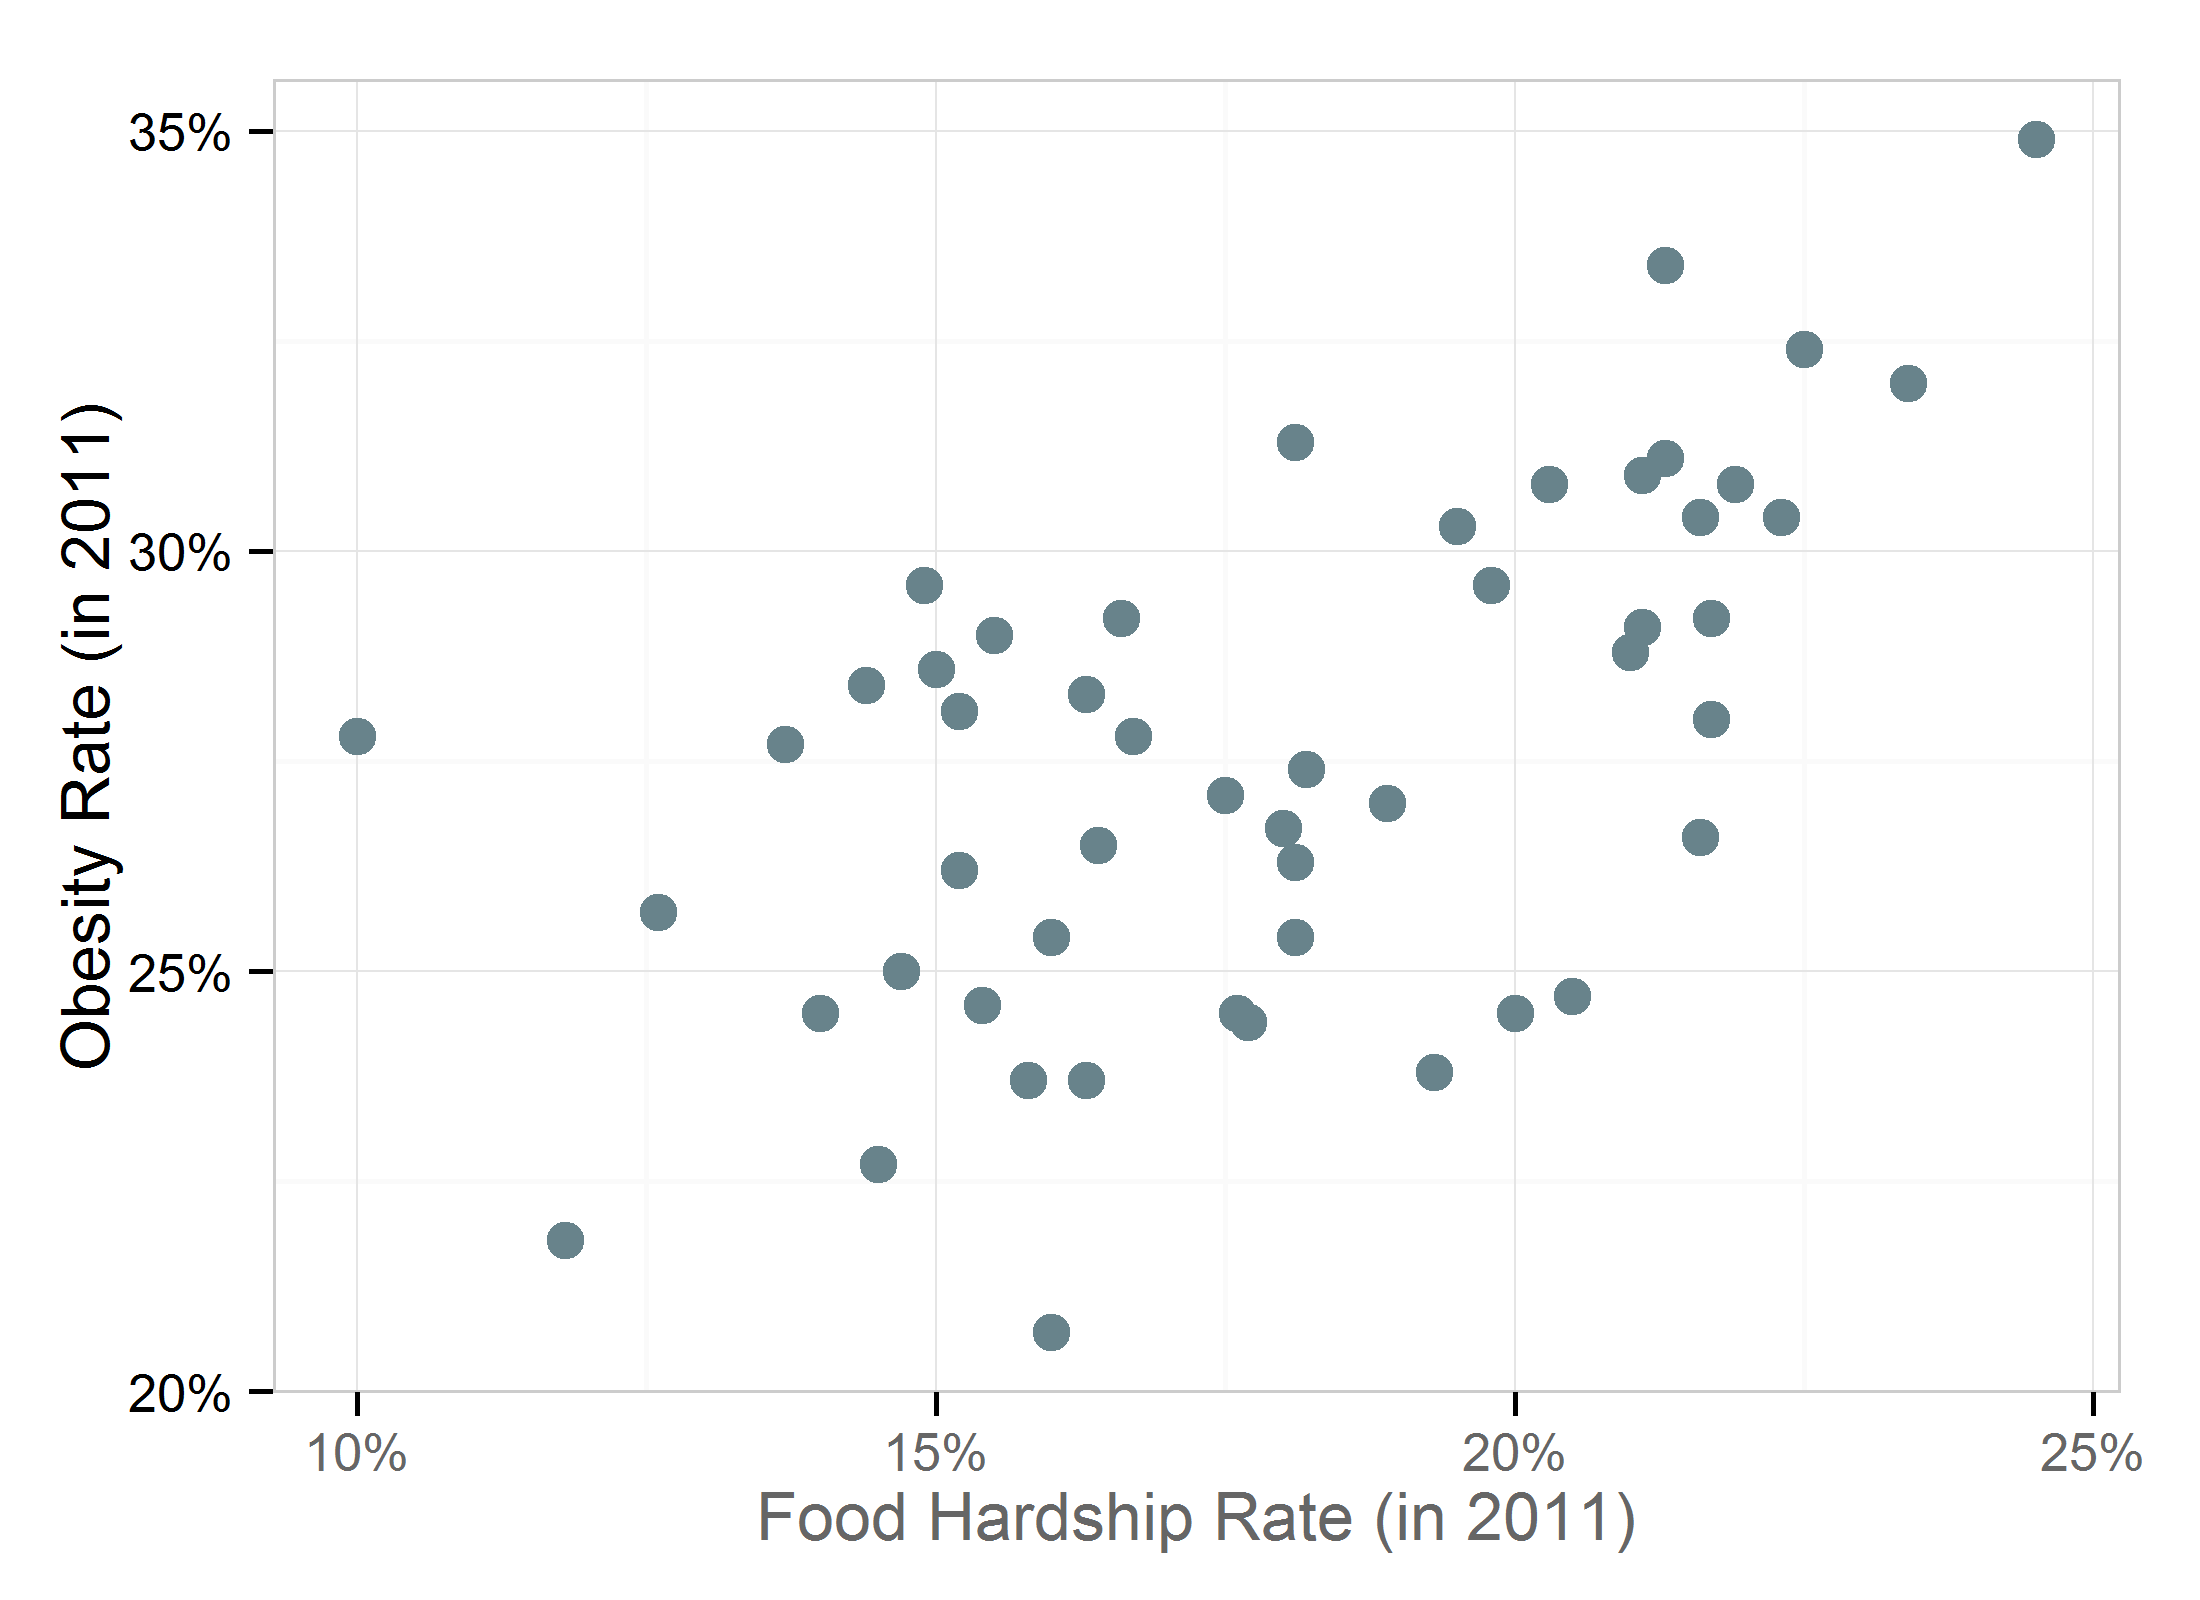 Obesity Rate (in 2011)
35%
30%
25%
20%
10% 15% 20% 25%
Food Hardship Rate (in 2011)